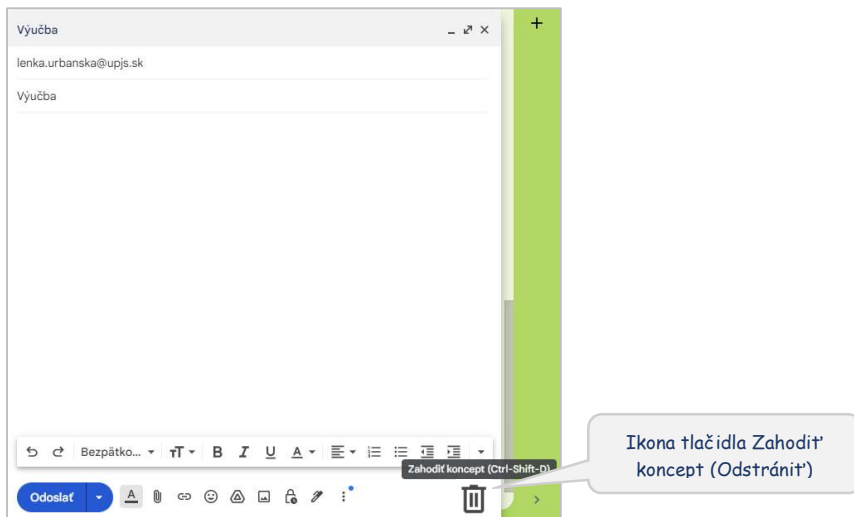 Výučba
lenka.urbanska@upjs.sk
Výučba
Bezpätko...
Zahodiť koncept (Ctrl-Shift-D)
Odoslať
Ikona tlačidla Zahodiť
koncept (Odstrániť)